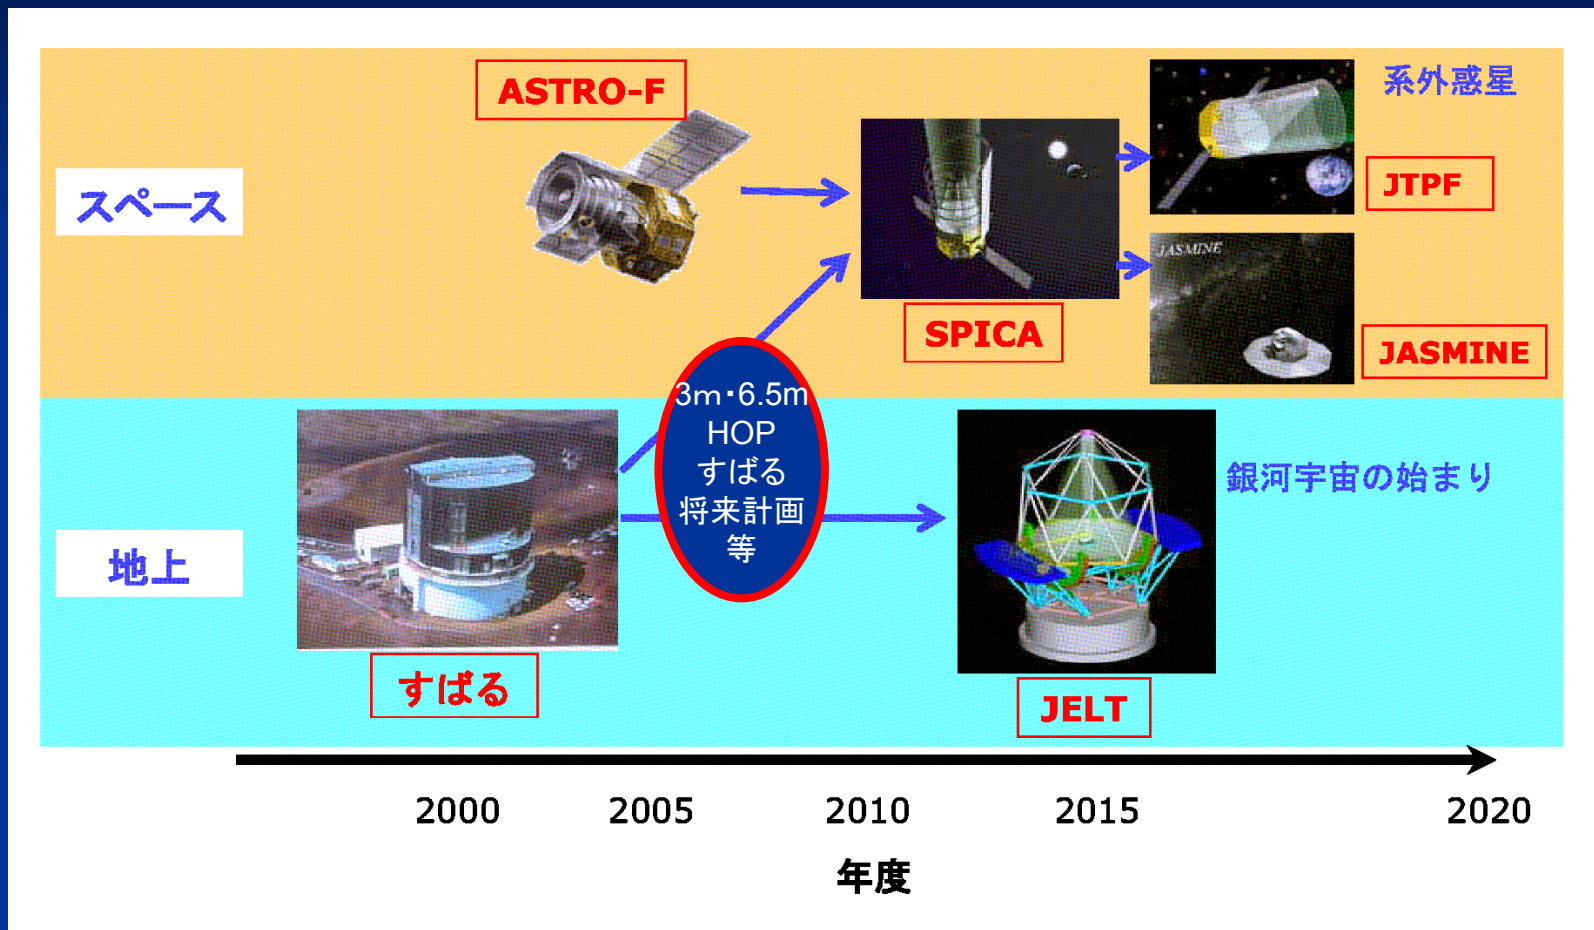 ASTRO-F
系外惑星
スペース
JTPF
JASMINE
SPICA
JASMINE
3m・6.5m
HOP
すばる
将来計画
等
銀河宇宙の始まり
地上
すばる
JELT
2000 2005 2010 2015 2020
年度